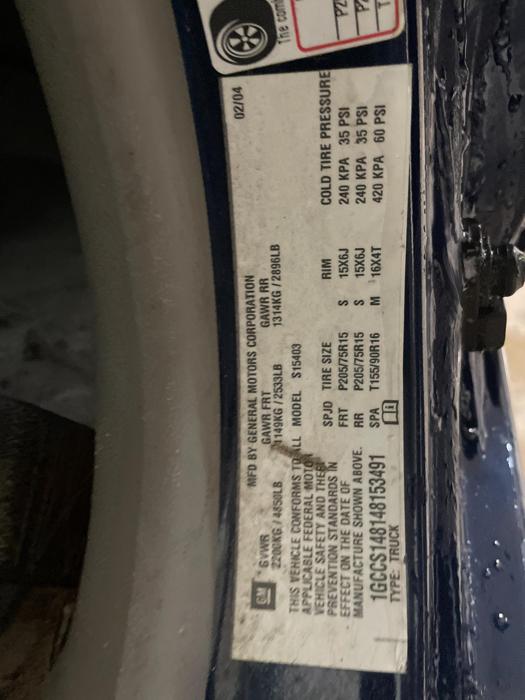 The com
02/04
MFD BY GENERAL MOTORS CORPORATION
GM GVWR GAWR FRT GAWR RR
2200KG / 4850LB 1149KG / 2533LB 1314KG / 2896LB
THIS VEHICLE CONFORMS TO ALL MODEL S15403
APPLICABLE FEDERAL MOTOR
VEHICLE SAFETY AND THEFT SPJD TIRE SIZE RIM COLD TIRE PRESSURE
PREVENTION STANDARDS IN FRT P205/75R15 S 15X6J 240 KPA 35 PSI
EFFECT ON THE DATE OF RR P205/75R15 S 15X6J 240 KPA 35 PSI
MANUFACTURE SHOWN ABOVE. SPA T155/90R16 M 16X4T 420 KPA 60 PSI
1GCCS148148153491
TYPE: TRUCK